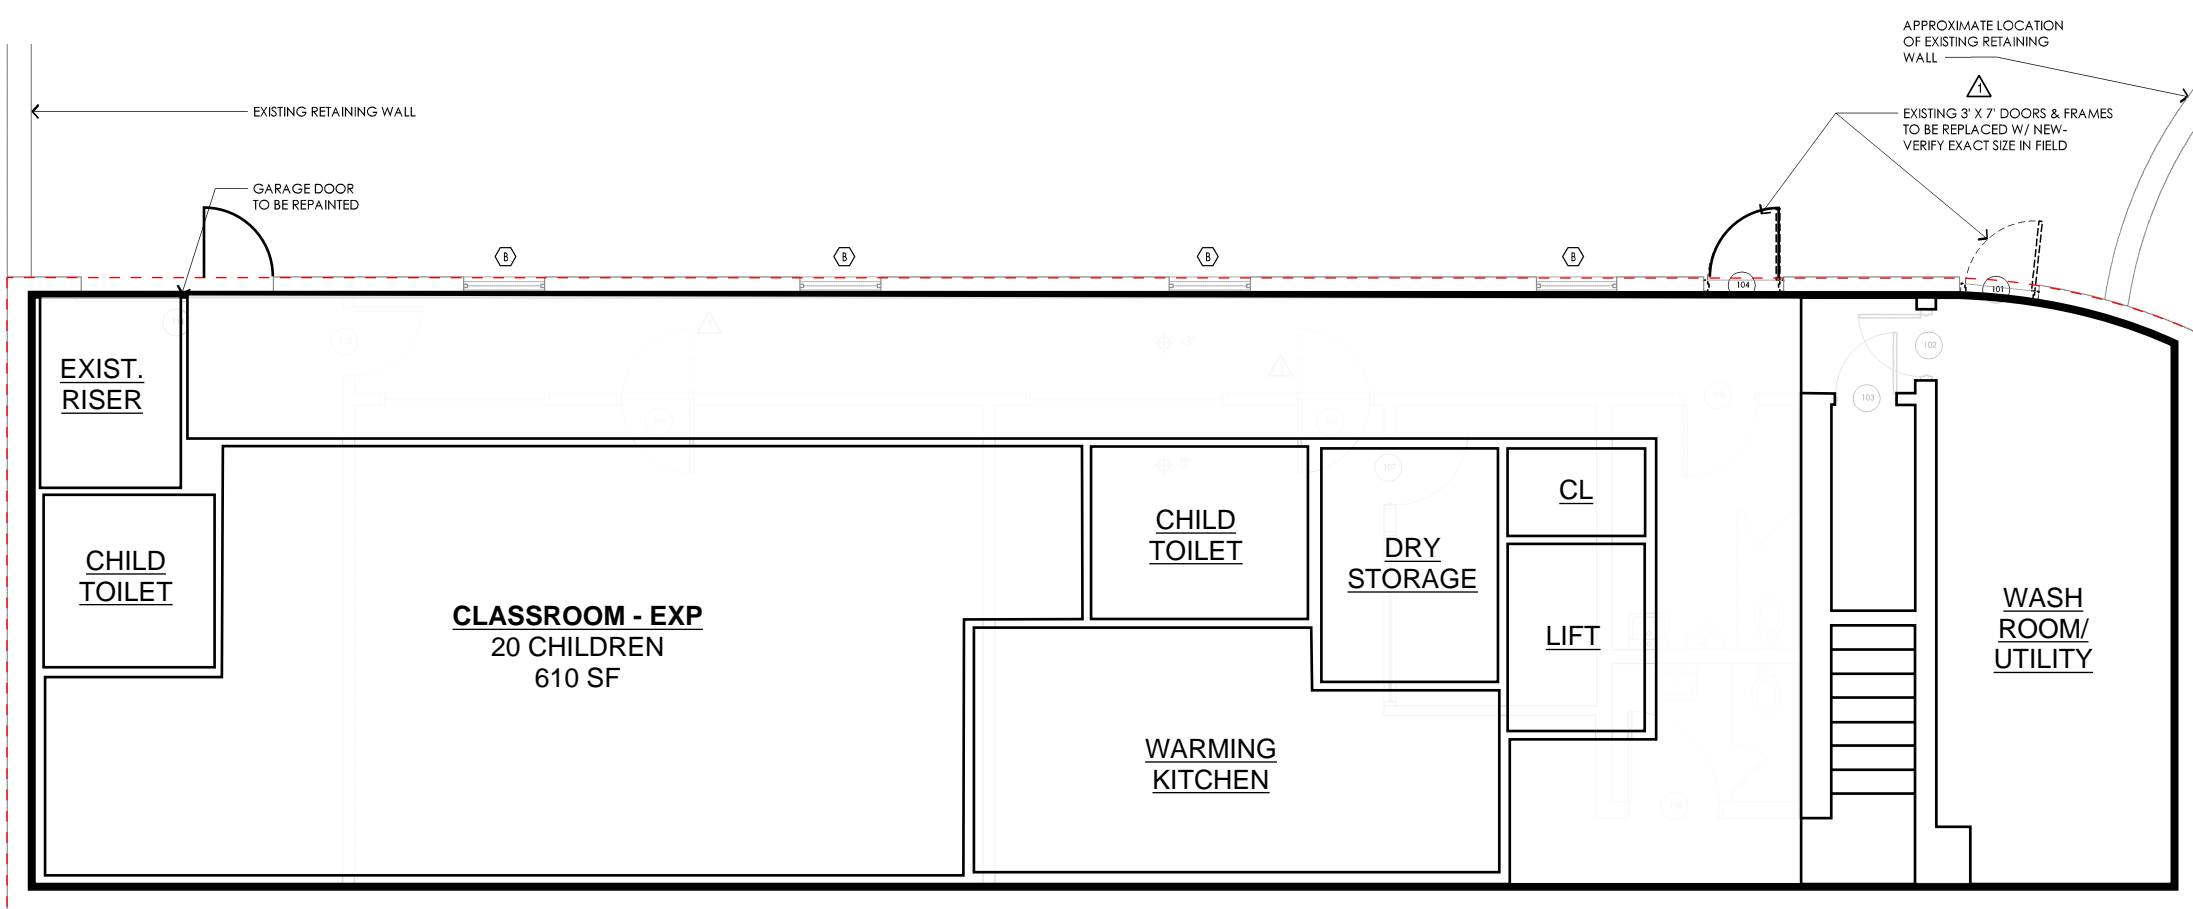 APPROXIMATE LOCATION
OF EXISTING RETAINING
WALL
1
EXISTING RETAINING WALL
EXISTING 3' X 7' DOORS & FRAMES
TO BE REPLACED W/ NEW-
VERIFY EXACT SIZE IN FIELD
GARAGE DOOR
TO BE REPAINTED
B
B
B
B
104
101
EXIST.
RISER
102
103
107
CHILD
TOILET
CLASSROOM - EXP
20 CHILDREN
610 SF
CHILD
TOILET
DRY
STORAGE
CL
LIFT
WARMING
KITCHEN
WASH
ROOM/
UTILITY